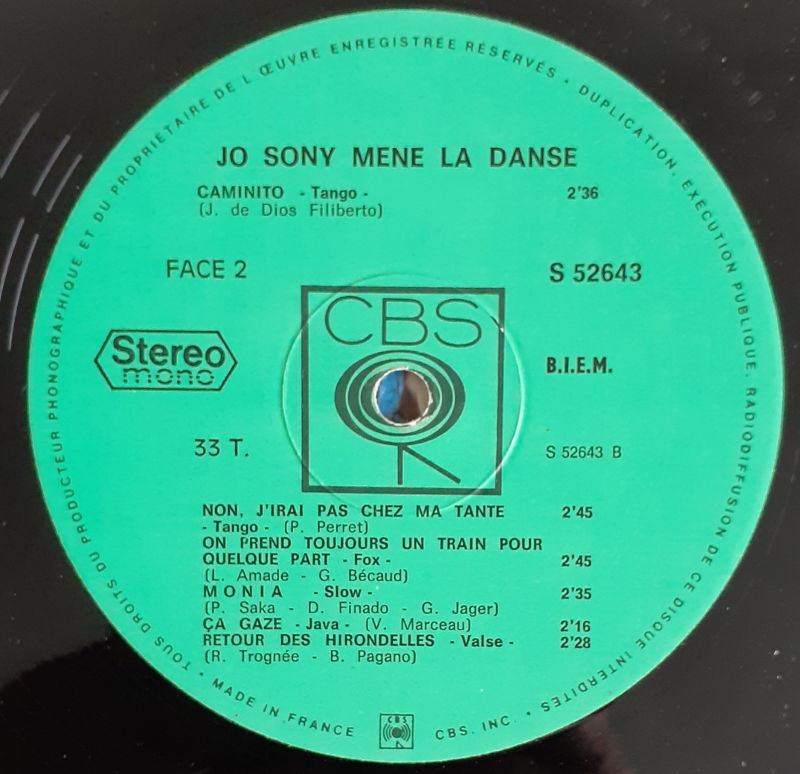 TOUS DROITS DU PRODUCTEUR PHONOGRAPHIQUE ET DU PROPRIÉTAIRE DE L'ŒUVRE ENREGISTRÉE RÉSERVÉS • DUPLICATION, EXÉCUTION PUBLIQUE, RADIODIFFUSION DE CE DISQUE INTERDITES •
JO SONY MENE LA DANSE
CAMINITO - Tango - 2'36
(J. de Dios Filiberto)
FACE 2 S 52643
CBS
Stereo
mono
B.I.E.M.
33 T. S 52643 B
NON, J'IRAI PAS CHEZ MA TANTE 2'45
- Tango - (P. Perret)
ON PREND TOUJOURS UN TRAIN POUR
QUELQUE PART - Fox - 2'45
(L. Amade - G. Bécaud)
MONIA - Slow - 2'35
(P. Saka - D. Finado - G. Jager)
ÇA GAZE - Java - (V. Marceau) 2'16
RETOUR DES HIRONDELLES - Valse - 2'28
(R. Trognée - B. Pagano)
• MADE IN FRANCE CBS CBS. INC.